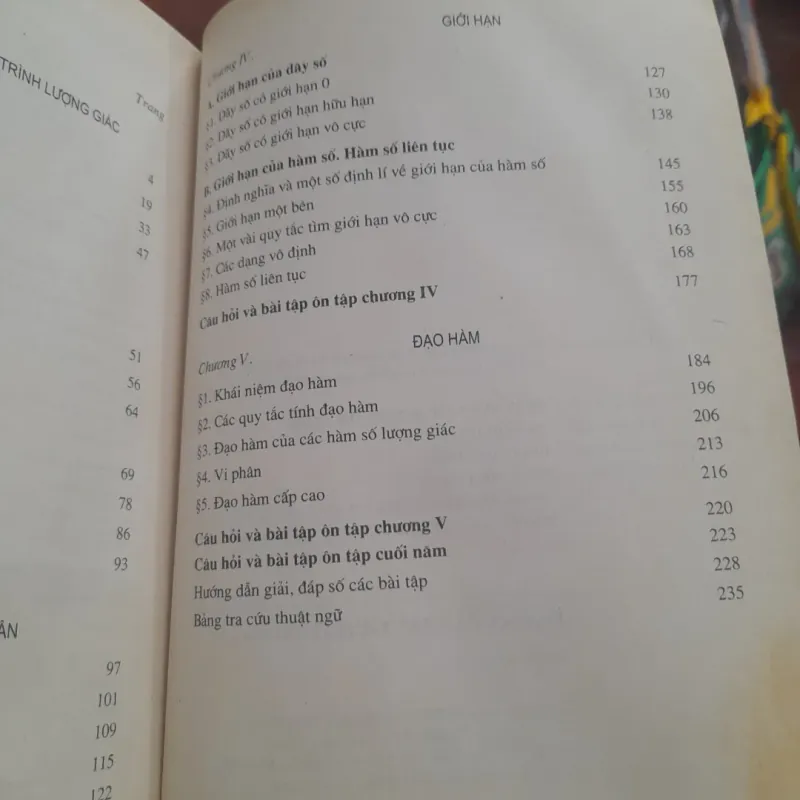 TRÌNH LƯỢNG GIÁC
Trang
4
19
33
47
51
56
64
69
78
86
93
ÂN
97
101
109
115
122
GIỚI HẠN
Chương IV.
A. Giới hạn của dãy số
§1. Dãy số có giới hạn 0 127
§2. Dãy số có giới hạn hữu hạn 130
§3. Dãy số có giới hạn vô cực 138
B. Giới hạn của hàm số. Hàm số liên tục
§4. Định nghĩa và một số định lí về giới hạn của hàm số 145
§5. Giới hạn một bên 155
§6. Một vài quy tắc tìm giới hạn vô cực 160
§7. Các dạng vô định 163
§8. Hàm số liên tục 168
Câu hỏi và bài tập ôn tập chương IV 177
ĐẠO HÀM
Chương V.
§1. Khái niệm đạo hàm 184
§2. Các quy tắc tính đạo hàm 196
§3. Đạo hàm của các hàm số lượng giác 206
§4. Vi phân 213
§5. Đạo hàm cấp cao 216
Câu hỏi và bài tập ôn tập chương V 220
Câu hỏi và bài tập ôn tập cuối năm 223
Hướng dẫn giải, đáp số các bài tập 228
Bảng tra cứu thuật ngữ 235